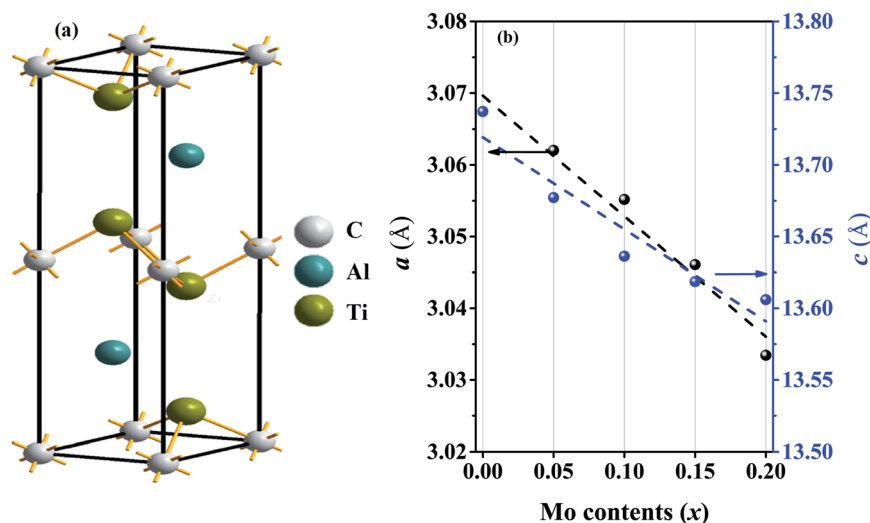 (a)
C
Al
Ti
Zr
(b)
3.08
3.07
3.06
3.05
3.04
3.03
3.02
a (Å)
13.80
13.75
13.70
13.65
13.60
13.55
13.50
c (Å)
0.00 0.05 0.10 0.15 0.20
Mo contents (x)